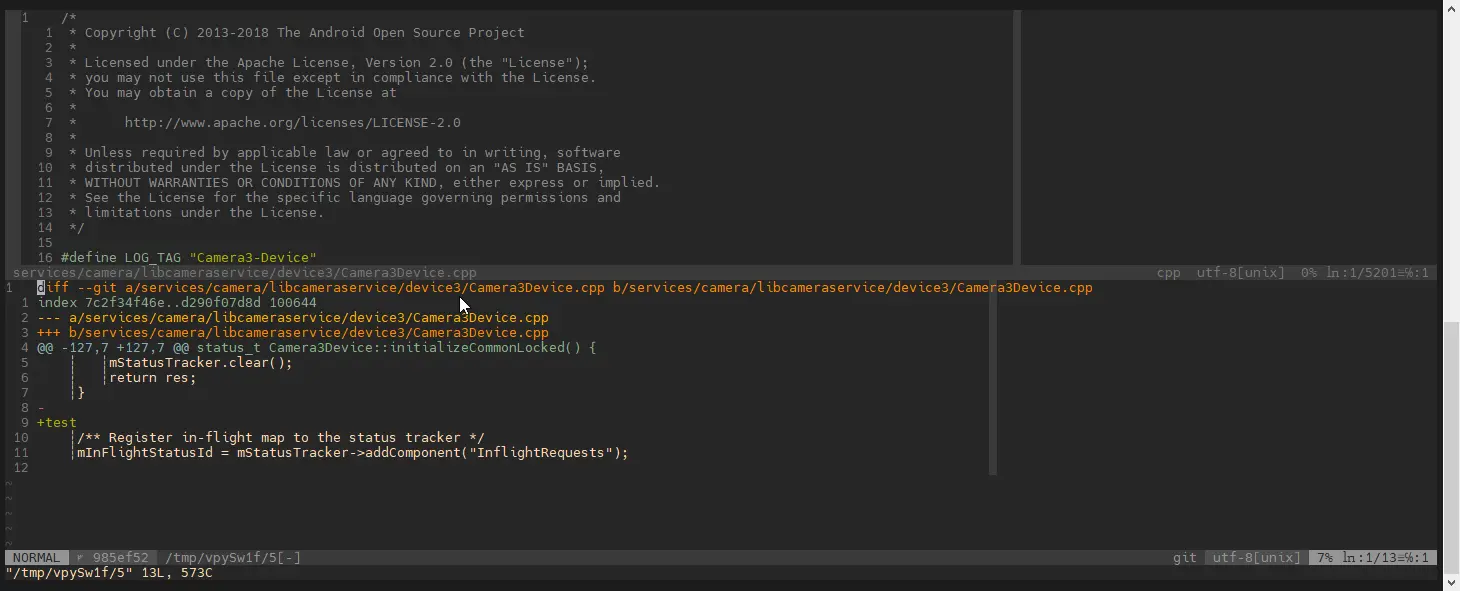 1    /*
   1  * Copyright (C) 2013-2018 The Android Open Source Project
   2  *
   3  * Licensed under the Apache License, Version 2.0 (the "License");
   4  * you may not use this file except in compliance with the License.
   5  * You may obtain a copy of the License at
   6  *
   7  *      http://www.apache.org/licenses/LICENSE-2.0
   8  *
   9  * Unless required by applicable law or agreed to in writing, software
  10  * distributed under the License is distributed on an "AS IS" BASIS,
  11  * WITHOUT WARRANTIES OR CONDITIONS OF ANY KIND, either express or implied.
  12  * See the License for the specific language governing permissions and
  13  * limitations under the License.
  14  */
  15
  16 #define LOG_TAG "Camera3-Device"
services/camera/libcameraservice/device3/Camera3Device.cpp cpp utf-8[unix] 0% ln:1/5201≡%:1
1   diff --git a/services/camera/libcameraservice/device3/Camera3Device.cpp b/services/camera/libcameraservice/device3/Camera3Device.cpp
  1 index 7c2f34f46e..d290f07d8d 100644
  2 --- a/services/camera/libcameraservice/device3/Camera3Device.cpp
  3 +++ b/services/camera/libcameraservice/device3/Camera3Device.cpp
  4 @@ -127,7 +127,7 @@ status_t Camera3Device::initializeCommonLocked() {
  5     ¦   ¦mStatusTracker.clear();
  6     ¦   ¦return res;
  7     ¦}
  8 -
  9 +test
 10     ¦/** Register in-flight map to the status tracker */
 11     ¦mInFlightStatusId = mStatusTracker->addComponent("InflightRequests");
 12
~
~
~
~
~
NORMAL 985ef52 /tmp/vpySw1f/5[-] git utf-8[unix] 7% ln:1/13≡%:1
"/tmp/vpySw1f/5" 13L, 573C